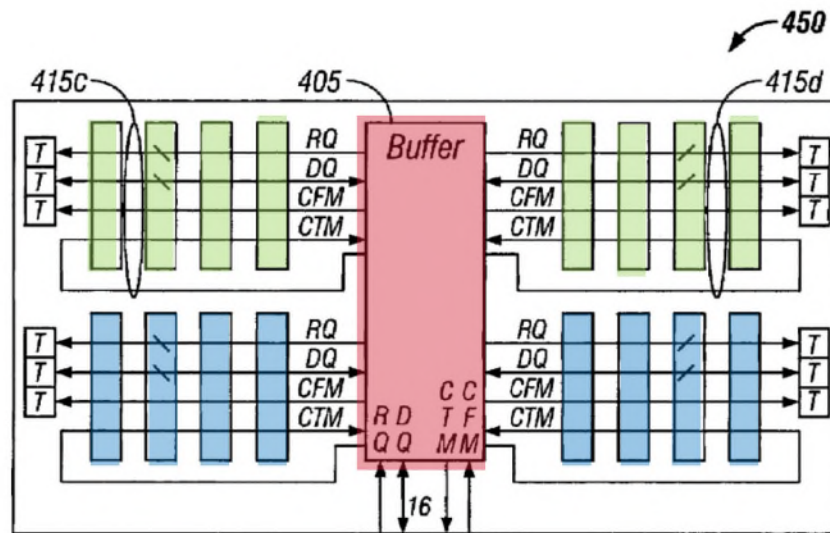 450
415c 405 415d
RQ Buffer RQ
T T
DQ DQ
T T
CFM CFM
T T
CTM CTM
RQ RQ
T T
DQ DQ
T T
CFM C C CFM
T T
CTM R D T F CTM
Q Q M M
16